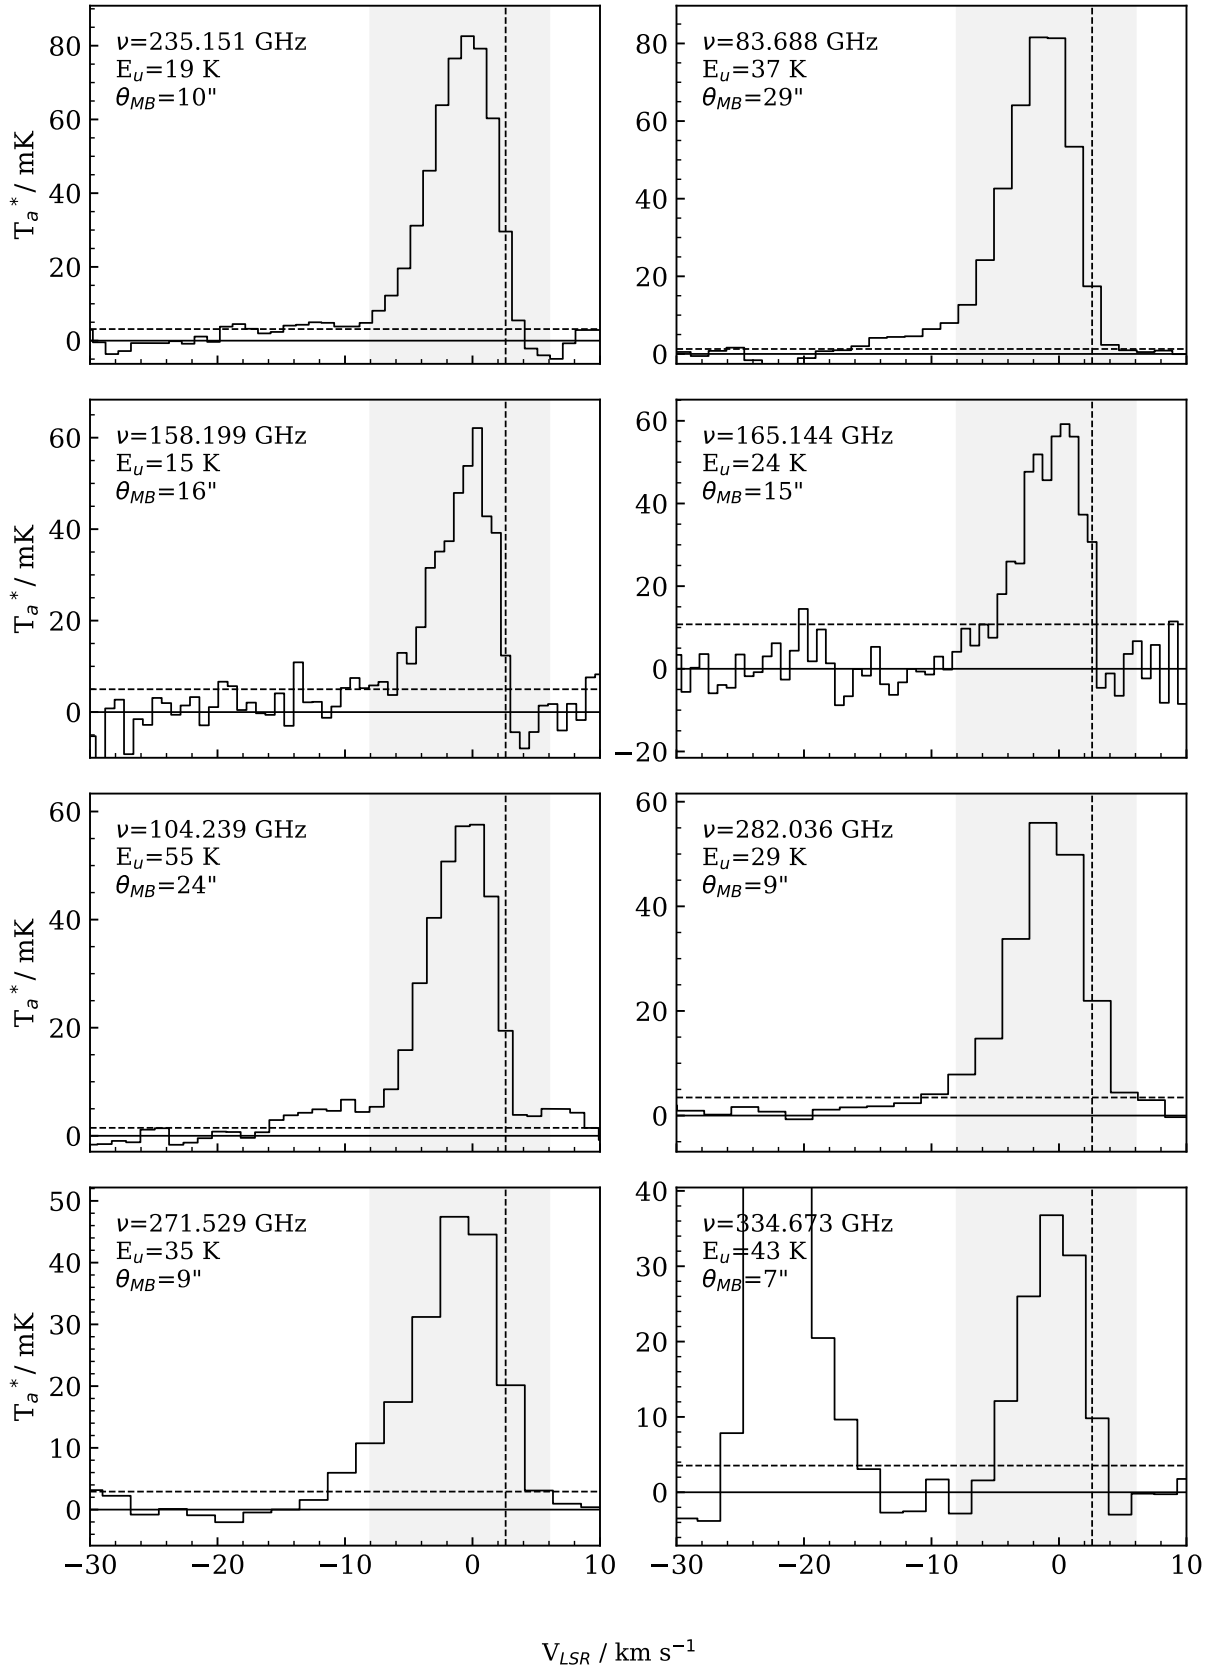 ν=235.151 GHz
E_u=19 K
θ_MB=10"
80
60
40
20
0
T_a* / mK
ν=83.688 GHz
E_u=37 K
θ_MB=29"
80
60
40
20
0
ν=158.199 GHz
E_u=15 K
θ_MB=16"
60
40
20
0
T_a* / mK
ν=165.144 GHz
E_u=24 K
θ_MB=15"
60
40
20
0
−20
ν=104.239 GHz
E_u=55 K
θ_MB=24"
60
40
20
0
T_a* / mK
ν=282.036 GHz
E_u=29 K
θ_MB=9"
60
40
20
0
ν=271.529 GHz
E_u=35 K
θ_MB=9"
50
40
30
20
10
0
T_a* / mK
−30 −20 −10 0 10
ν=334.673 GHz
E_u=43 K
θ_MB=7"
40
30
20
10
0
−30 −20 −10 0 10
V_LSR / km s⁻¹